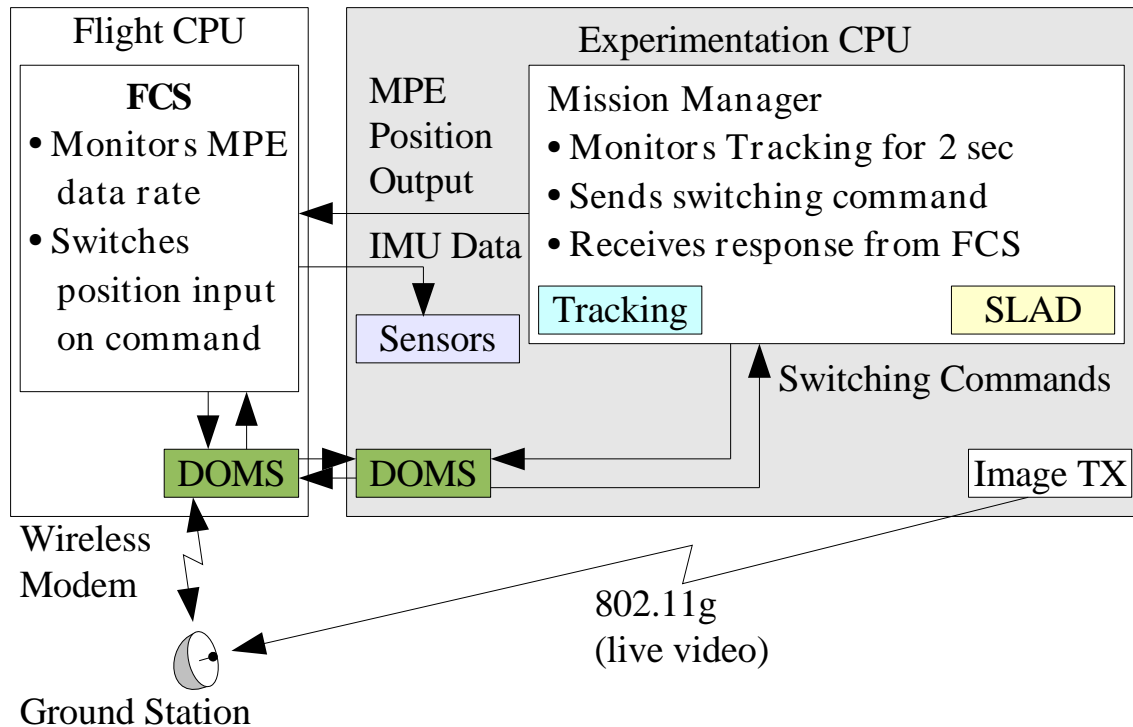 Flight CPU
FCS
• Monitors MPE
data rate
• Switches
position input
on command
DOMS
Experimentation CPU
MPE
Position
Output
IMU Data
Sensors
Mission Manager
• Monitors Tracking for 2 sec
• Sends switching command
• Receives response from FCS
Tracking
SLAD
Switching Commands
DOMS
Image TX
Wireless
Modem
802.11g
(live video)
Ground Station